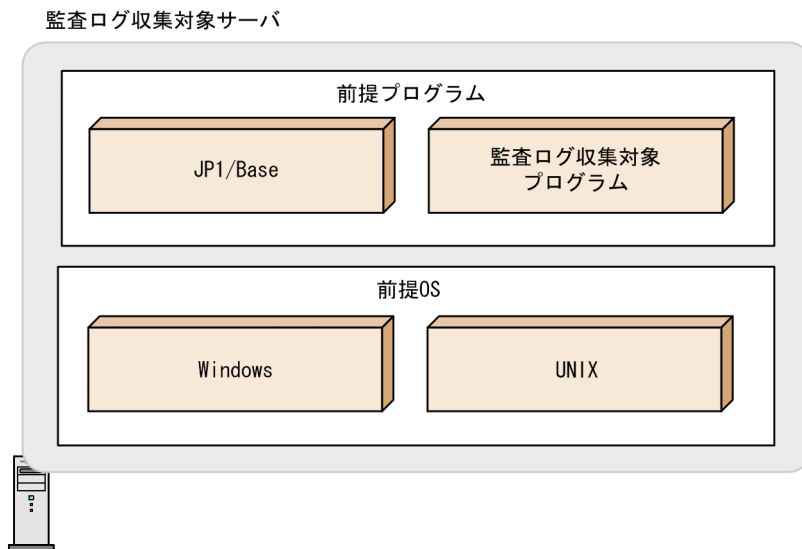 監査ログ収集対象サーバ
前提プログラム
JP1/Base
監査ログ収集対象
プログラム
前提OS
Windows
UNIX